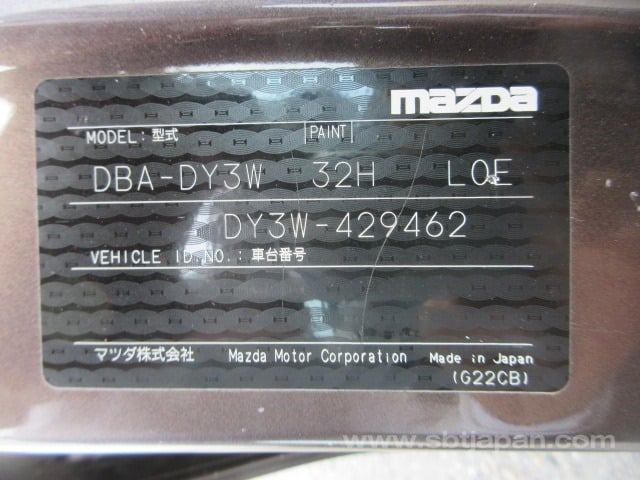 mazda
MODEL: 型式 |PAINT|
DBA-DY3W 32H LOE
DY3W-429462
VEHICLE ID.NO.: 車台番号
マツダ株式会社 Mazda Motor Corporation Made in Japan
(G22CB)
www.sbtjapan.com